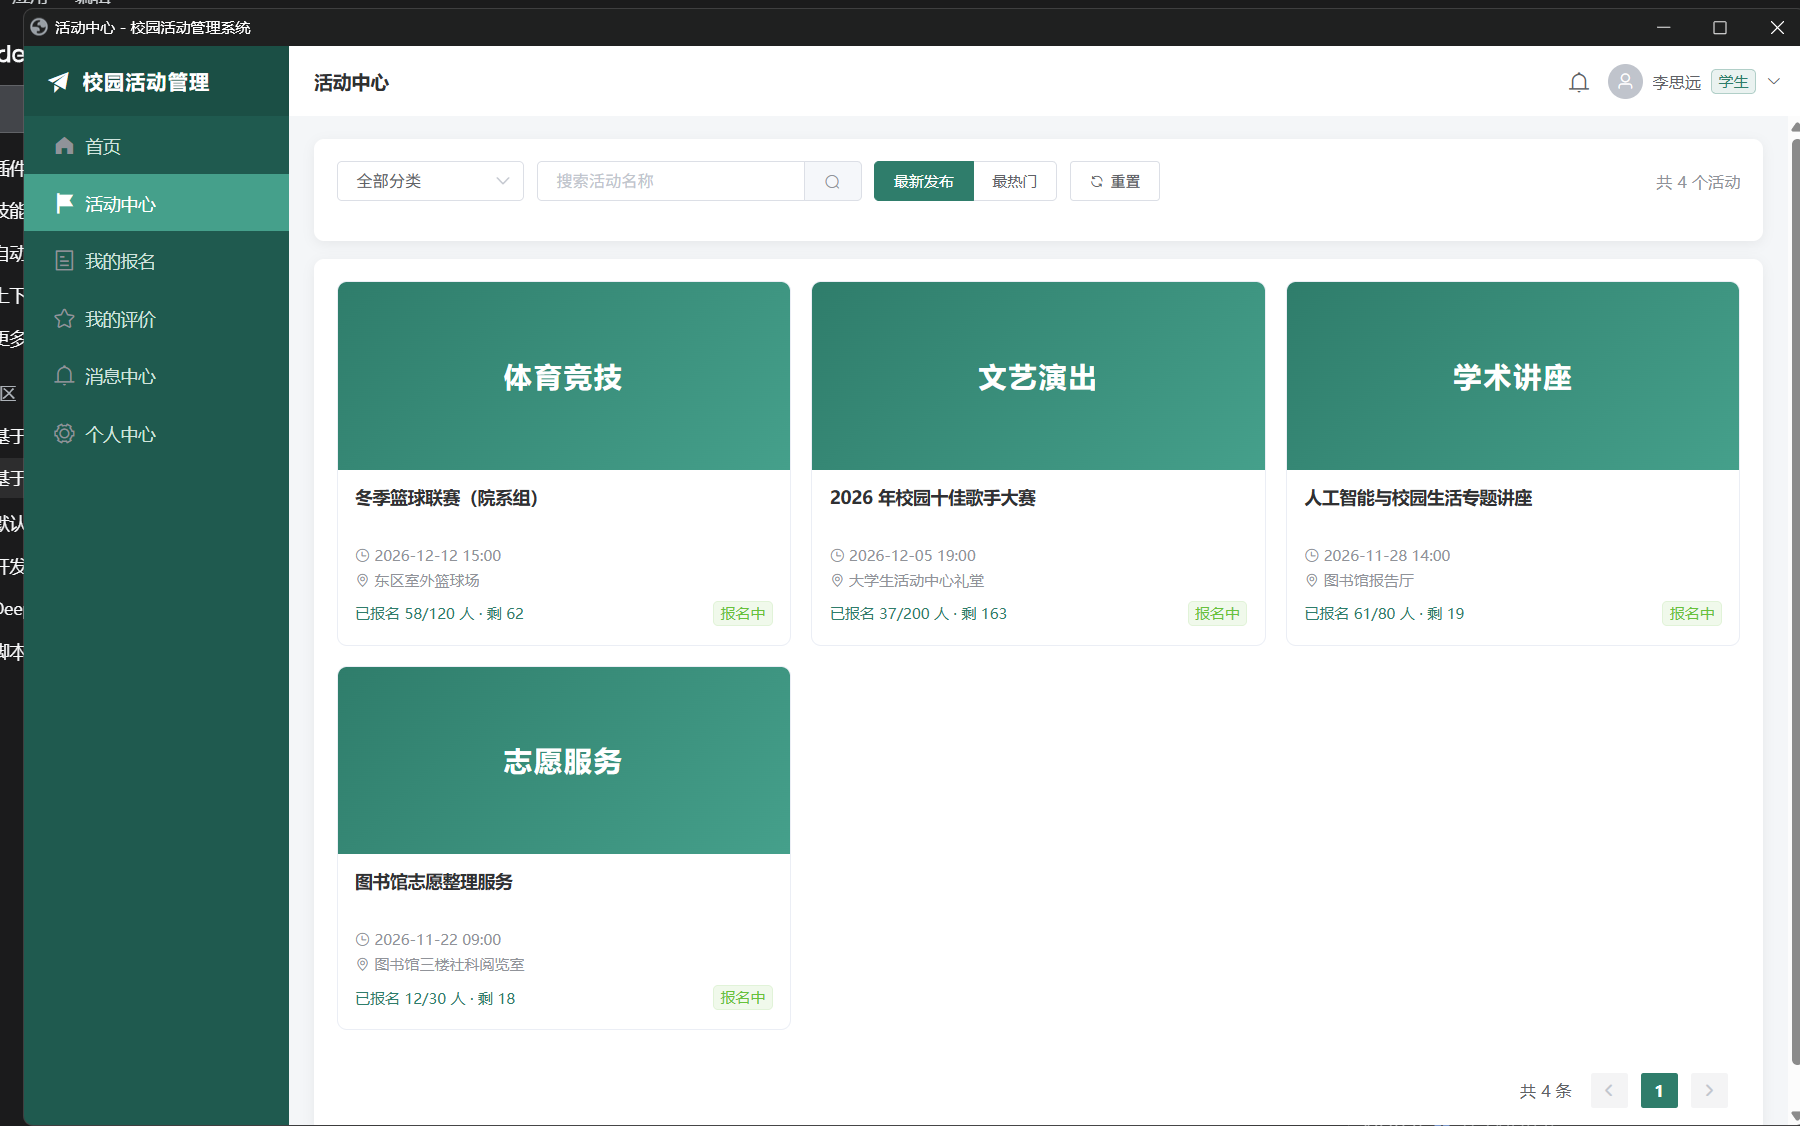 活动中心 - 校园活动管理系统
校园活动管理
首页
活动中心
我的报名
我的评价
消息中心
个人中心
活动中心
李思远 学生
全部分类 搜索活动名称 最新发布 最热门 重置 共 4 个活动
体育竞技
冬季篮球联赛（院系组）
2026-12-12 15:00
东区室外篮球场
已报名 58/120 人 · 剩 62 报名中
文艺演出
2026 年校园十佳歌手大赛
2026-12-05 19:00
大学生活动中心礼堂
已报名 37/200 人 · 剩 163 报名中
学术讲座
人工智能与校园生活专题讲座
2026-11-28 14:00
图书馆报告厅
已报名 61/80 人 · 剩 19 报名中
志愿服务
图书馆志愿整理服务
2026-11-22 09:00
图书馆三楼社科阅览室
已报名 12/30 人 · 剩 18 报名中
共 4 条 1